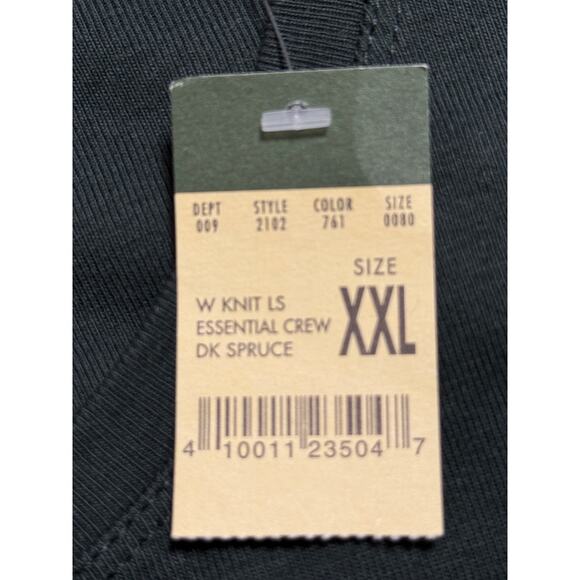 DEPT STYLE COLOR SIZE
009 2102 761 0080
SIZE
XXL
W KNIT LS
ESSENTIAL CREW
DK SPRUCE
4 10011 23504 7